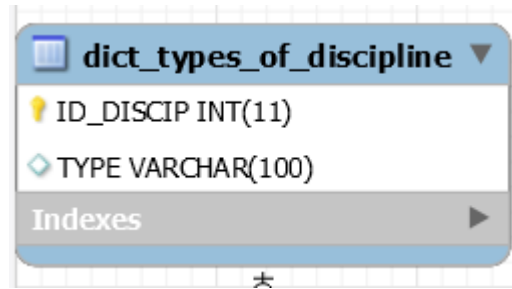 dict_types_of_discipline
ID_DISCIP INT(11)
TYPE VARCHAR(100)
Indexes